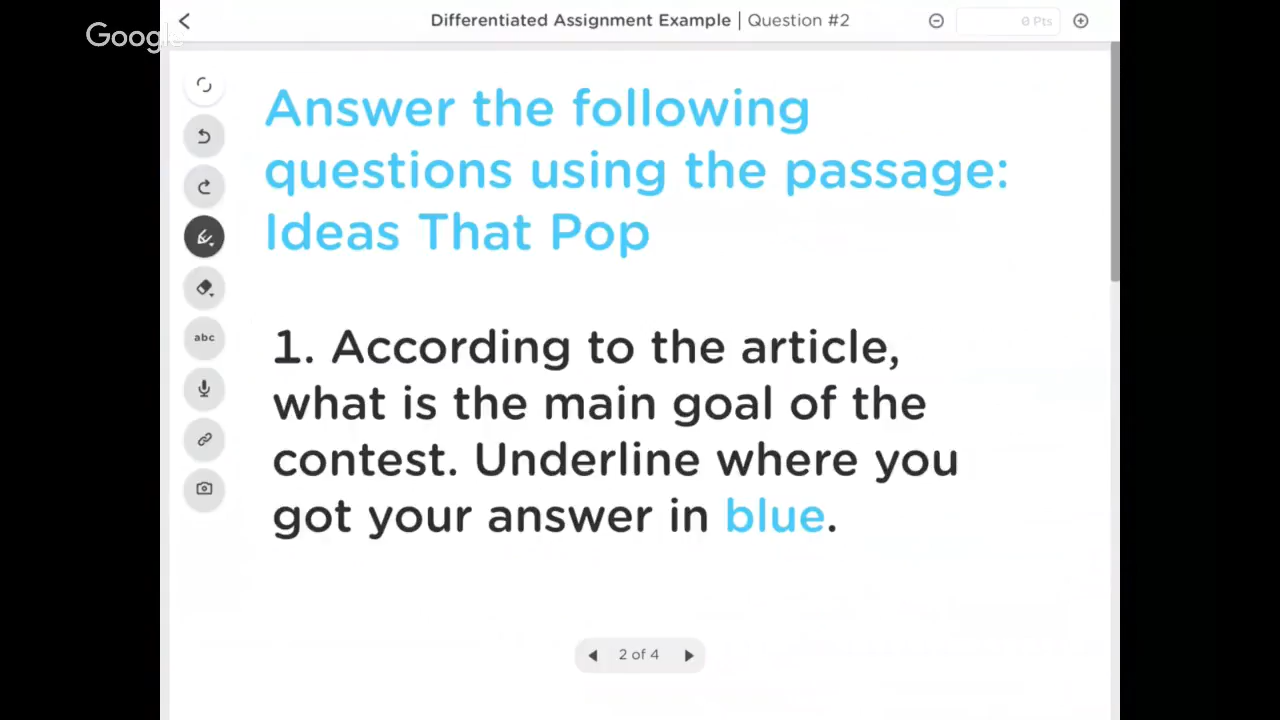 Google
Differentiated Assignment Example | Question #2
0 Pts
Answer the following
questions using the passage:
Ideas That Pop
abc
1. According to the article,
what is the main goal of the
contest. Underline where you
got your answer in blue.
2 of 4